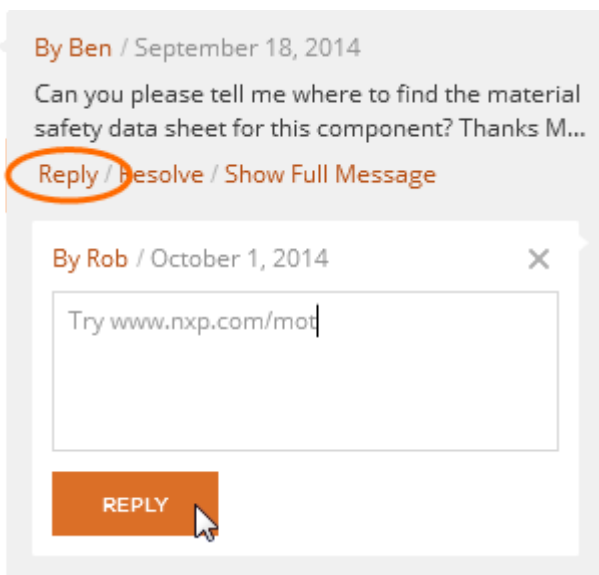 By Ben / September 18, 2014
Can you please tell me where to find the material
safety data sheet for this component? Thanks M...
Reply / Resolve / Show Full Message
By Rob / October 1, 2014
Try www.nxp.com/mot
REPLY